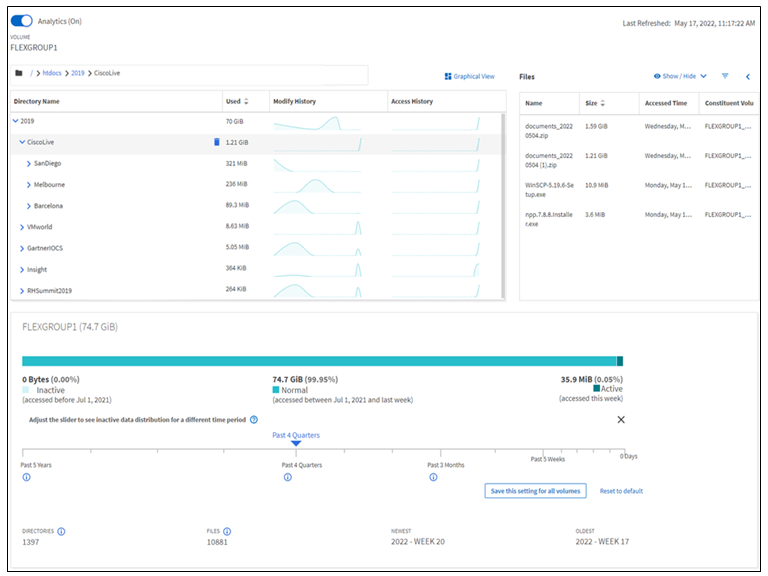 Analytics (On)
Last Refreshed: May 17, 2022, 11:17:22 AM
VOLUME
FLEXGROUP1
/ > htdocs > 2019 > CiscoLive
Graphical View
Files
Show / Hide
Directory Name Used Modify History Access History
Name Size Accessed Time Constituent Volu
2019 70 GiB
CiscoLive 1.21 GiB
SanDiego 321 MiB
Melbourne 236 MiB
Barcelona 89.3 MiB
VMworld 8.63 MiB
GartnerIOCS 5.05 MiB
Insight 364 KiB
RHSummit2019 264 KiB
documents_2022 1.59 GiB Wednesday, M... FLEXGROUP1_...
0504.zip
documents_2022 1.21 GiB Wednesday, M... FLEXGROUP1_...
0504 (1).zip
WinSCP-5.19.6-Se 10.9 MiB Monday, May 1... FLEXGROUP1_...
tup.exe
npp.7.8.8.Installe 3.6 MiB Monday, May 1... FLEXGROUP1_...
r.exe
FLEXGROUP1 (74.7 GiB)
0 Bytes (0.00%) 74.7 GiB (99.95%) 35.9 MiB (0.05%)
Inactive Normal Active
(accessed before Jul 1, 2021) (accessed between Jul 1, 2021 and last week) (accessed this week)
Adjust the slider to see inactive data distribution for a different time period
Past 4 Quarters
Past 5 Years Past 4 Quarters Past 3 Months Past 5 Weeks 0 Days
Save this setting for all volumes Reset to default
DIRECTORIES FILES NEWEST OLDEST
1397 10881 2022 - WEEK 20 2022 - WEEK 17